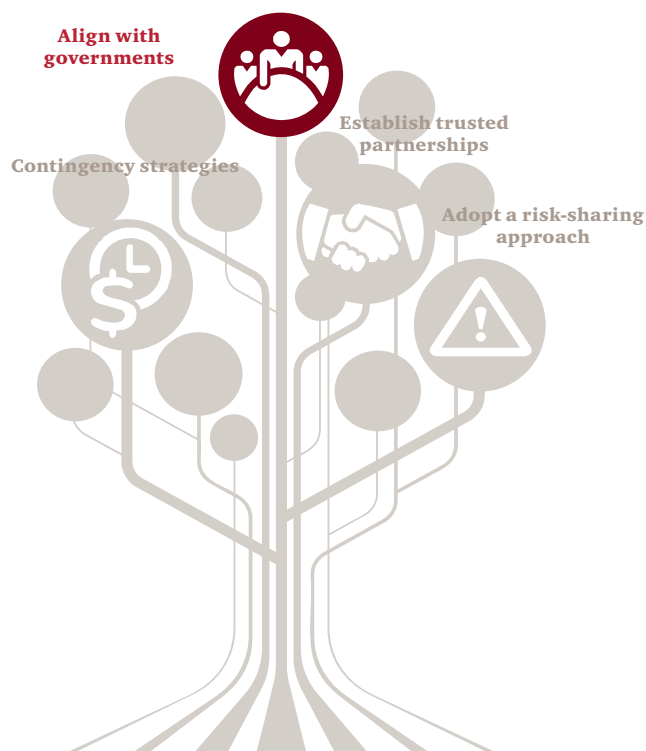 Align with
governments
Establish trusted
partnerships
Contingency strategies
Adopt a risk-sharing
approach
$